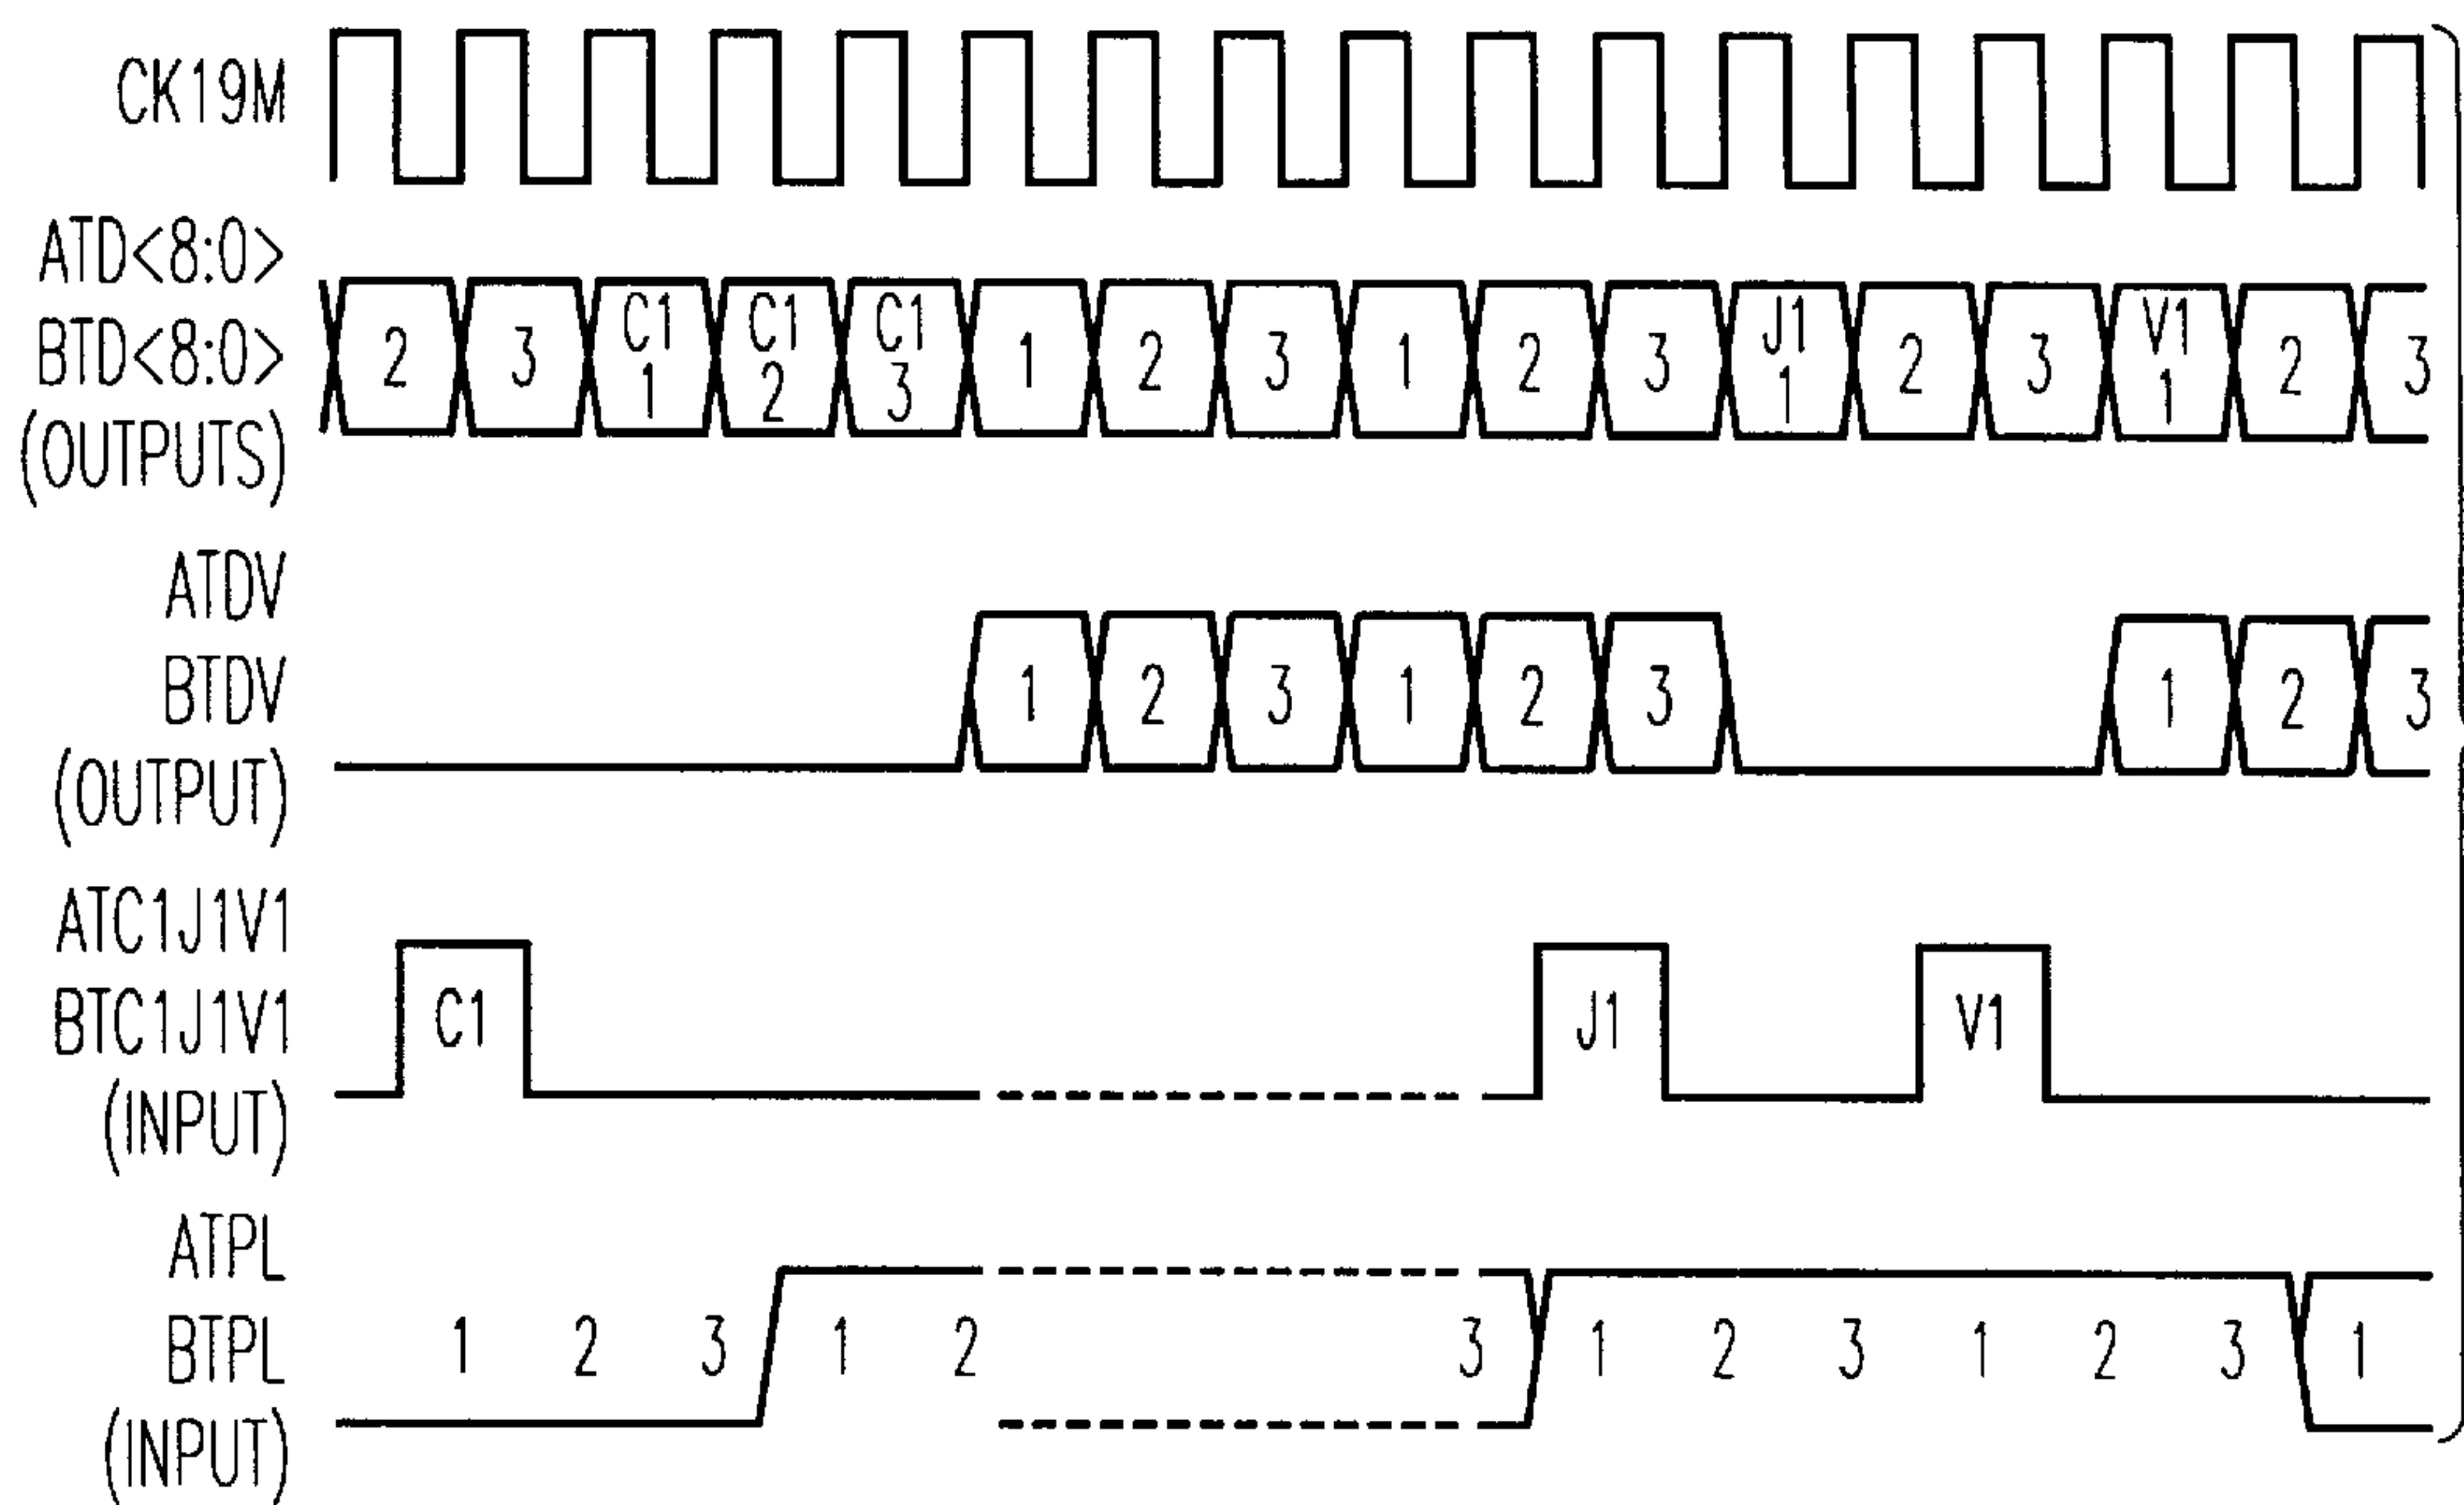 CK19M
ATD<8:0>
BTD<8:0>
(OUTPUTS)
2 3 C1 1 C1 2 C1 3 1 2 3 1 2 3 J1 1 2 3 V1 1 2 3
ATDV
BTDV
(OUTPUT)
1 2 3 1 2 3 1 2 3
ATC1J1V1
BTC1J1V1
(INPUT)
C1 J1 V1
ATPL
BTPL
(INPUT)
1 2 3 1 2 3 1 2 3 1 2 3 1